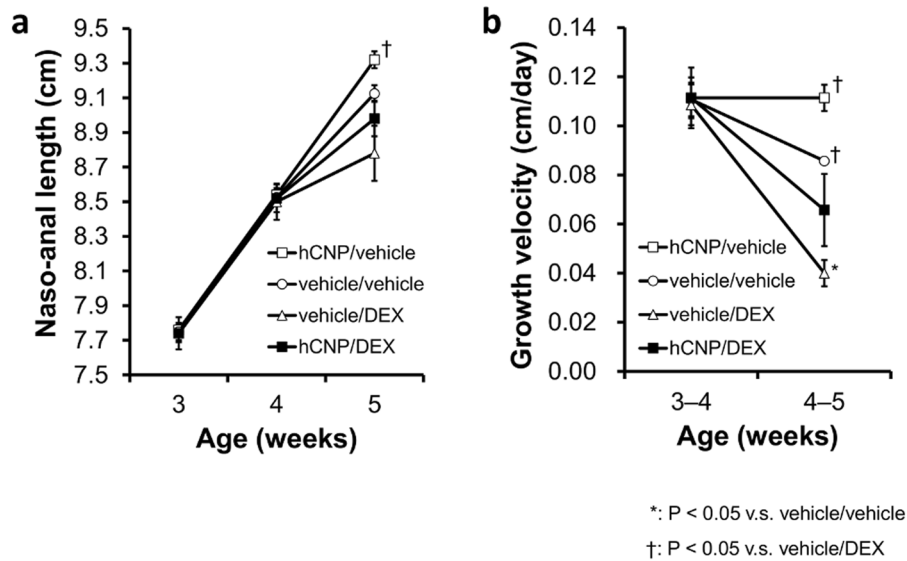 a
Naso-anal length (cm)
9.5
9.3
9.1
8.9
8.7
8.5
8.3
8.1
7.9
7.7
7.5
†
hCNP/vehicle
vehicle/vehicle
vehicle/DEX
hCNP/DEX
3 4 5
Age (weeks)
b
Growth velocity (cm/day)
0.14
0.12
0.10
0.08
0.06
0.04
0.02
0.00
†
†
*
hCNP/vehicle
vehicle/vehicle
vehicle/DEX
hCNP/DEX
3–4 4–5
Age (weeks)
*: P < 0.05 v.s. vehicle/vehicle
†: P < 0.05 v.s. vehicle/DEX